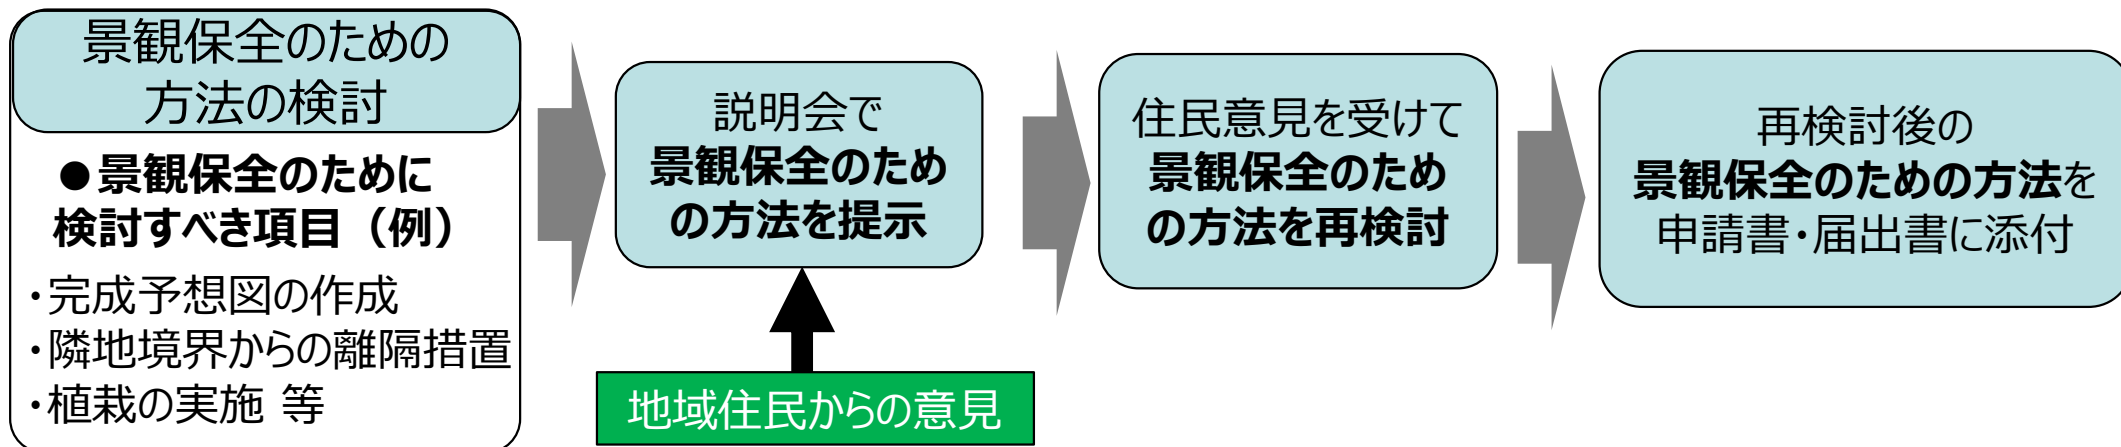 景観保全のための
方法の検討
●景観保全のために
検討すべき項目（例）
・完成予想図の作成
・隣地境界からの離隔措置
・植栽の実施 等
説明会で
景観保全のため
の方法を提示
地域住民からの意見
住民意見を受けて
景観保全のため
の方法を再検討
再検討後の
景観保全のための方法を
申請書・届出書に添付